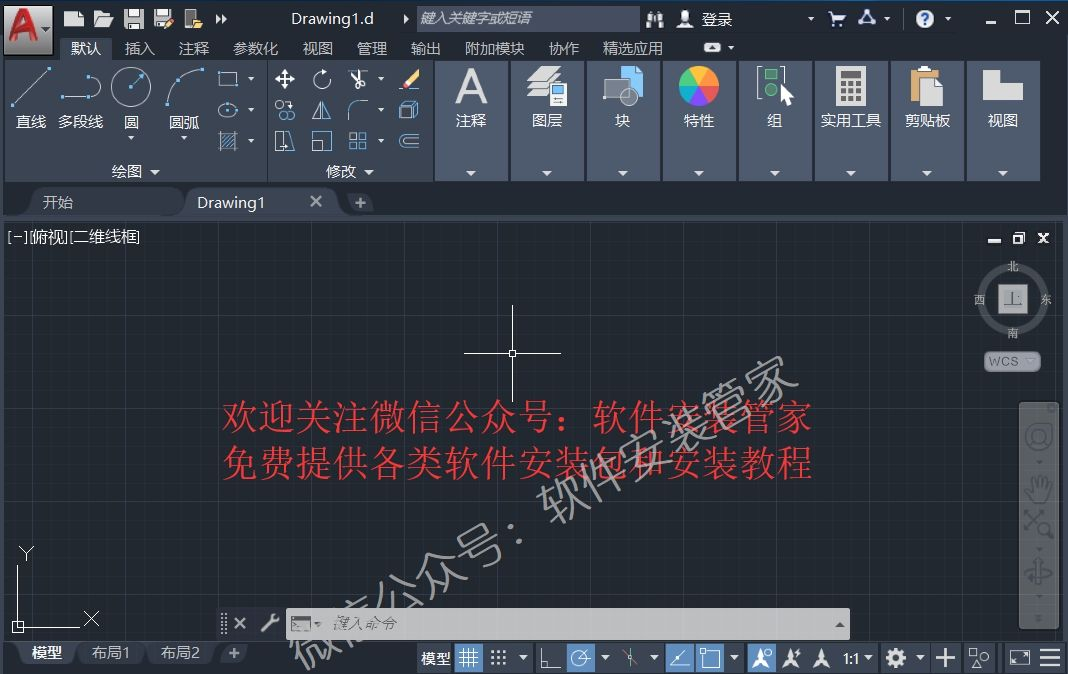 Drawing1.d
键入关键字或短语
登录
默认 插入 注释 参数化 视图 管理 输出 附加模块 协作 精选应用
直线 多段线 圆 圆弧
注释 图层 块 特性 组 实用工具 剪贴板 视图
绘图 修改
开始 Drawing1
[−][俯视][二维线框]
北
西 上 东
南
WCS
欢迎关注微信公众号：软件安装管家
免费提供各类软件安装包和安装教程
微信公众号：软件安装管家
Y
X
键入命令
模型 布局1 布局2
模型 1:1